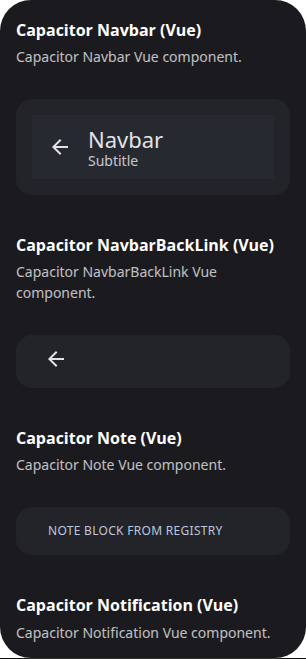 Capacitor Navbar (Vue)
Capacitor Navbar Vue component.
Navbar
Subtitle
Capacitor NavbarBackLink (Vue)
Capacitor NavbarBackLink Vue
component.
Capacitor Note (Vue)
Capacitor Note Vue component.
NOTE BLOCK FROM REGISTRY
Capacitor Notification (Vue)
Capacitor Notification Vue component.